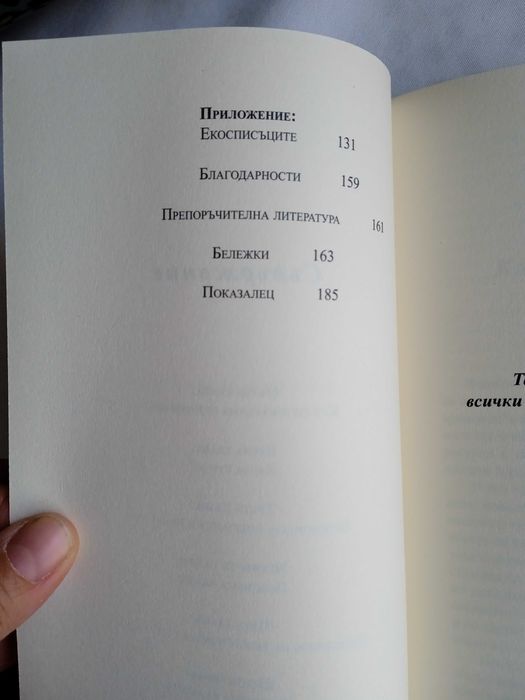 Приложение:
Екосписъците 131
Благодарности 159
Препоръчителна литература 161
Бележки 163
Показалец 185
всички